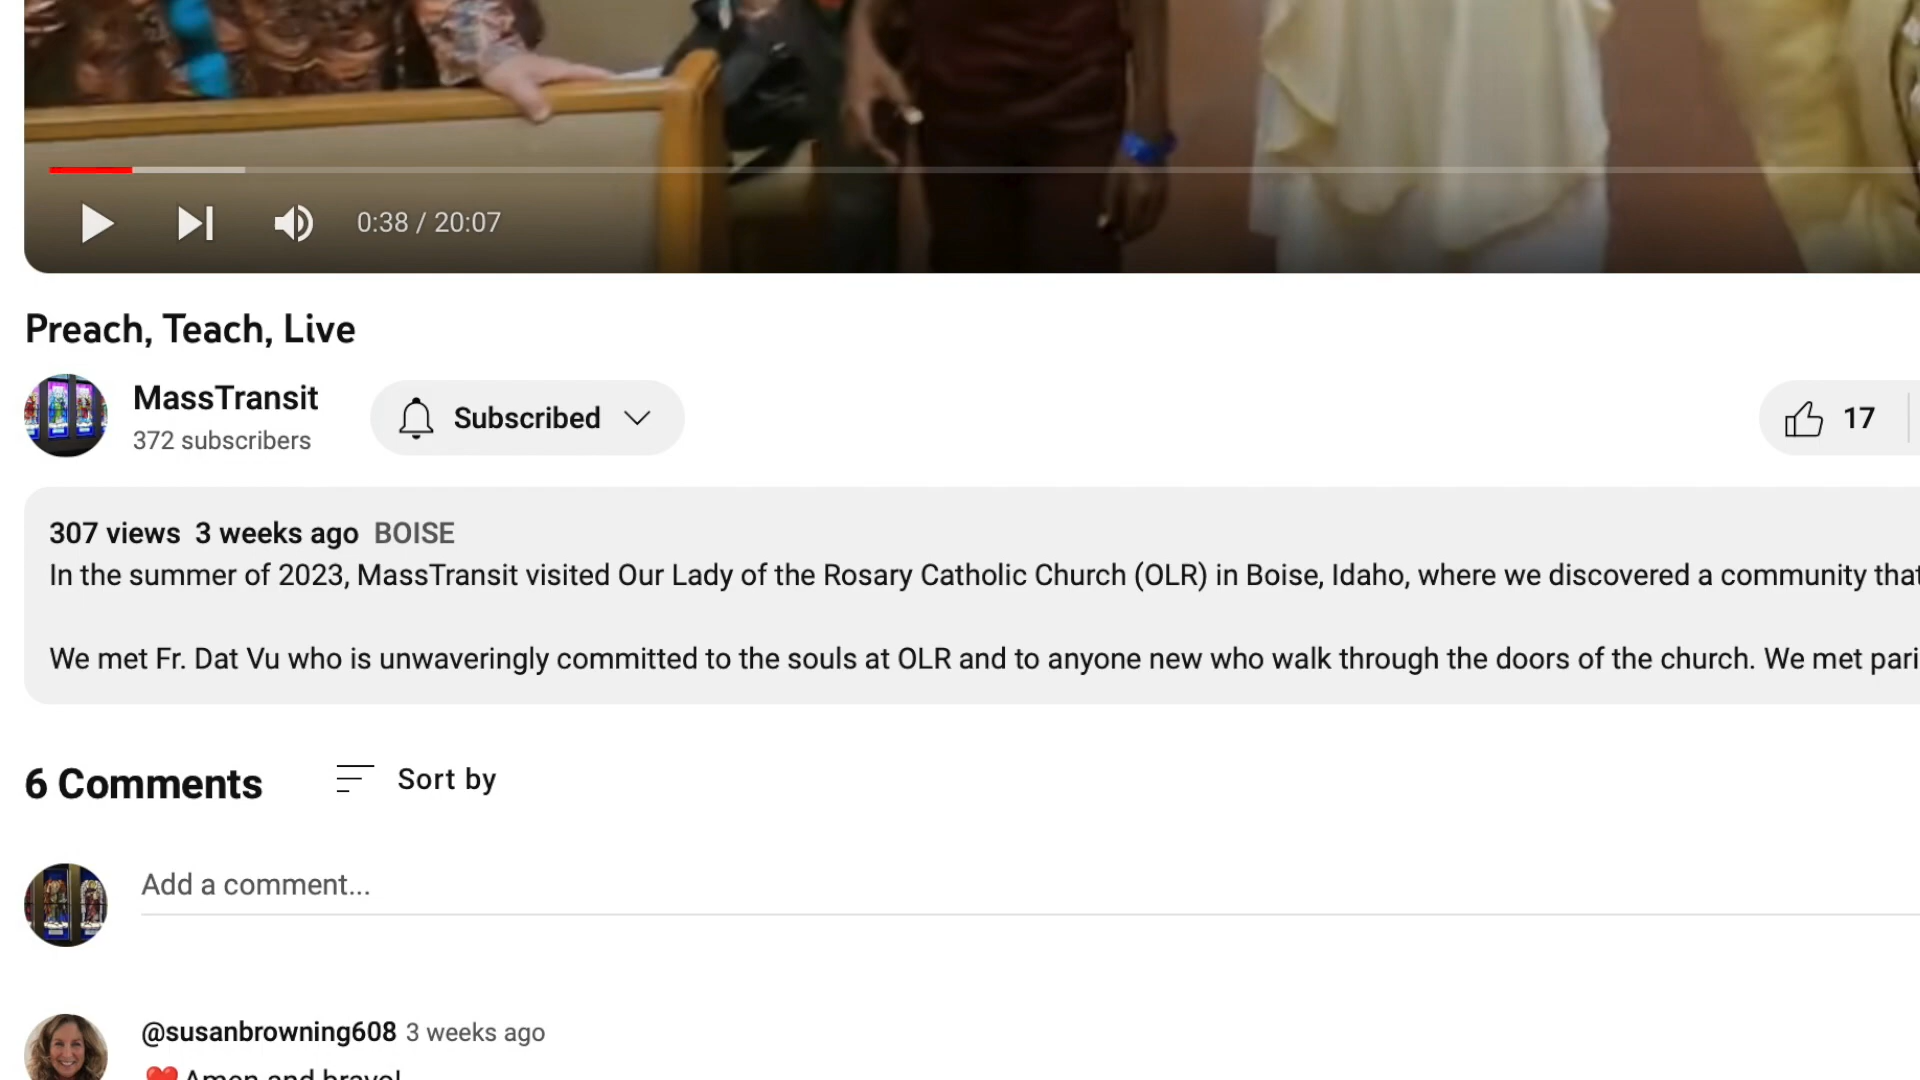 0:38 / 20:07
Preach, Teach, Live
MassTransit
372 subscribers
Subscribed
17
307 views 3 weeks ago BOISE
In the summer of 2023, MassTransit visited Our Lady of the Rosary Catholic Church (OLR) in Boise, Idaho, where we discovered a community that
We met Fr. Dat Vu who is unwaveringly committed to the souls at OLR and to anyone new who walk through the doors of the church. We met pari
6 Comments
Sort by
Add a comment...
@susanbrowning608 3 weeks ago
❤️Amen and bravo!